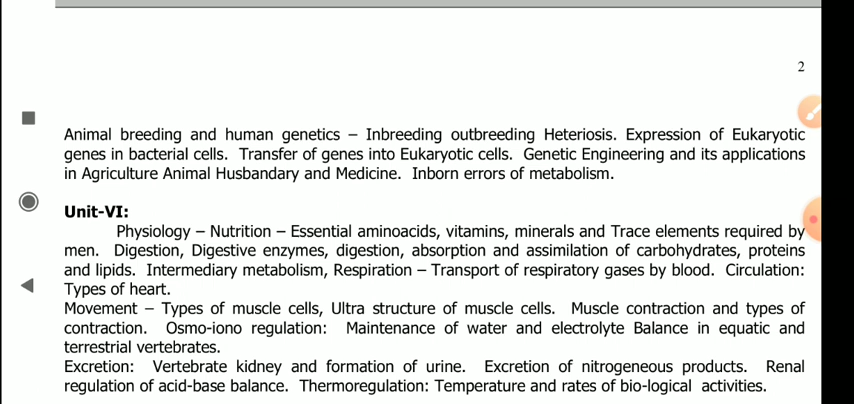 2
Animal breeding and human genetics – Inbreeding outbreeding Heteriosis. Expression of Eukaryotic
genes in bacterial cells. Transfer of genes into Eukaryotic cells. Genetic Engineering and its applications
in Agriculture Animal Husbandary and Medicine. Inborn errors of metabolism.
Unit-VI:
Physiology – Nutrition – Essential aminoacids, vitamins, minerals and Trace elements required by
men. Digestion, Digestive enzymes, digestion, absorption and assimilation of carbohydrates, proteins
and lipids. Intermediary metabolism, Respiration – Transport of respiratory gases by blood. Circulation:
Types of heart.
Movement – Types of muscle cells, Ultra structure of muscle cells. Muscle contraction and types of
contraction. Osmo-iono regulation: Maintenance of water and electrolyte Balance in equatic and
terrestrial vertebrates.
Excretion: Vertebrate kidney and formation of urine. Excretion of nitrogeneous products. Renal
regulation of acid-base balance. Thermoregulation: Temperature and rates of bio-logical activities.